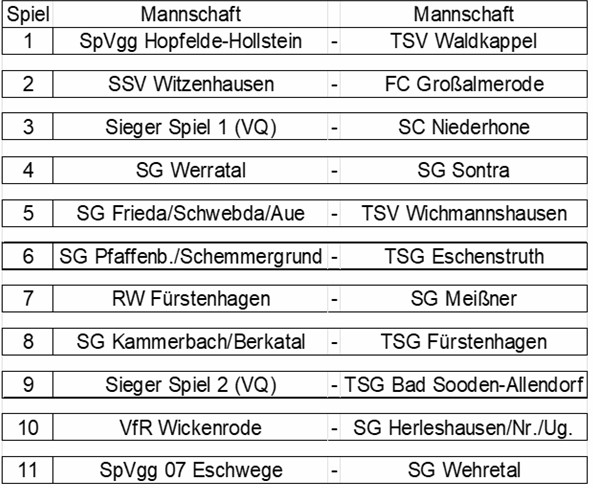 Spiel Mannschaft Mannschaft
1 SpVgg Hopfelde-Hollstein - TSV Waldkappel
2 SSV Witzenhausen - FC Großalmerode
3 Sieger Spiel 1 (VQ) - SC Niederhone
4 SG Werratal - SG Sontra
5 SG Frieda/Schwebda/Aue - TSV Wichmannshausen
6 SG Pfaffenb./Schemmergrund - TSG Eschenstruth
7 RW Fürstenhagen - SG Meißner
8 SG Kammerbach/Berkatal - TSG Fürstenhagen
9 Sieger Spiel 2 (VQ) - TSG Bad Sooden-Allendorf
10 VfR Wickenrode - SG Herleshausen/Nr./Ug.
11 SpVgg 07 Eschwege - SG Wehretal